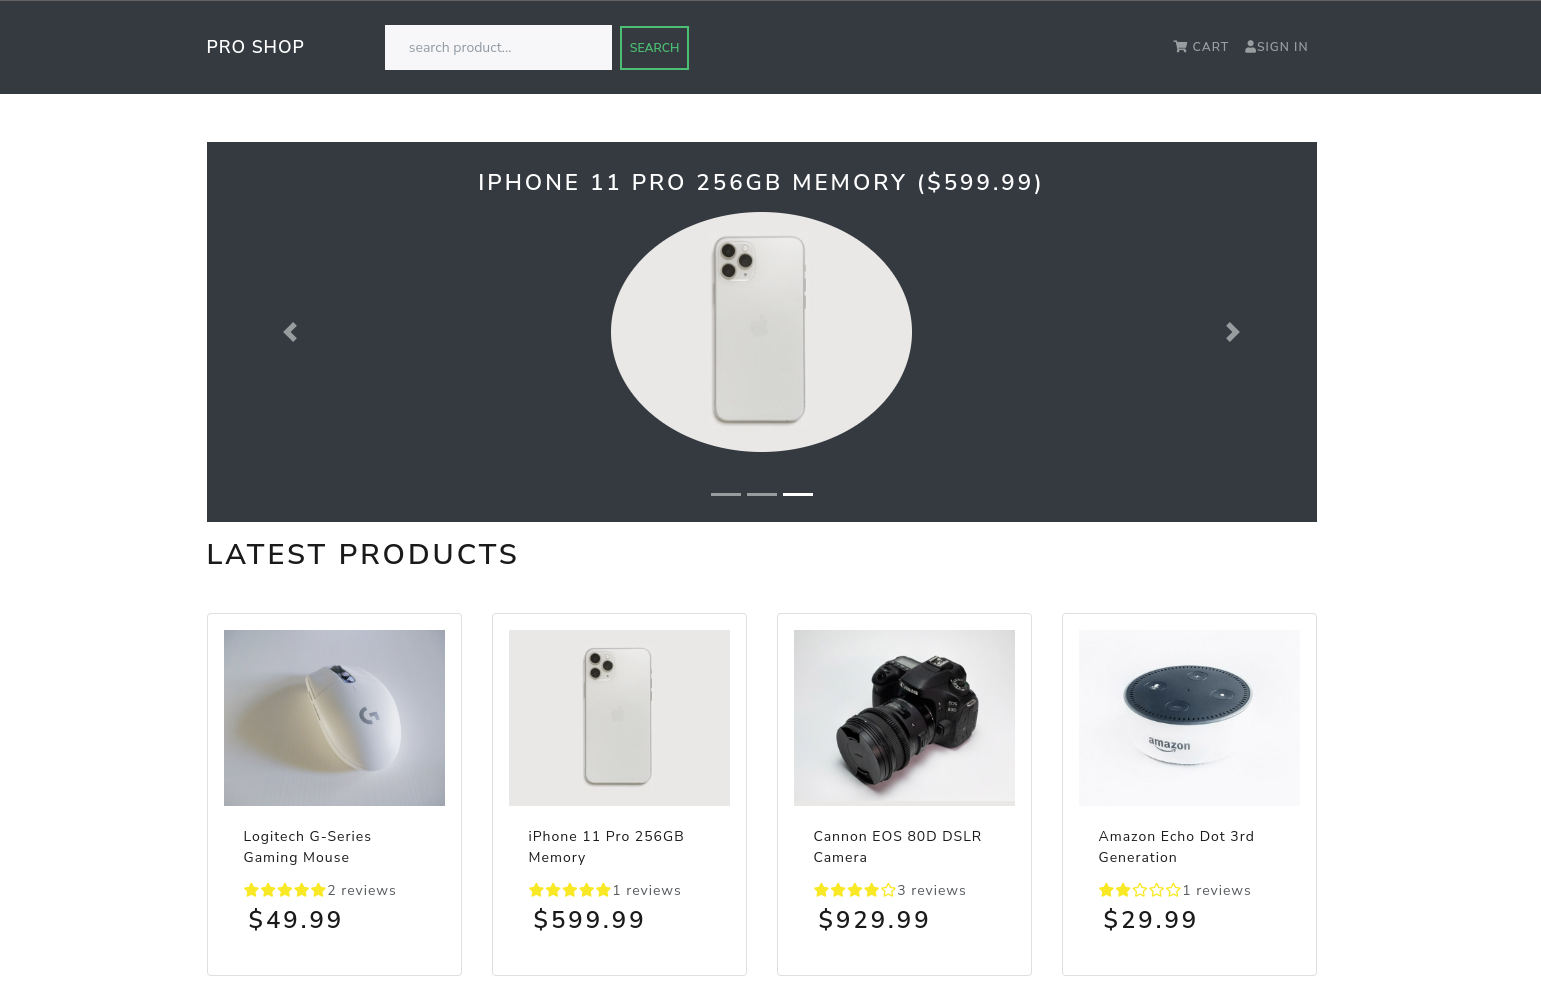 PRO SHOP
search product...
SEARCH
CART
SIGN IN
IPHONE 11 PRO 256GB MEMORY ($599.99)
LATEST PRODUCTS
amazon
Logitech G-Series
Gaming Mouse
2 reviews
$49.99
iPhone 11 Pro 256GB
Memory
1 reviews
$599.99
Cannon EOS 80D DSLR
Camera
3 reviews
$929.99
Amazon Echo Dot 3rd
Generation
1 reviews
$29.99